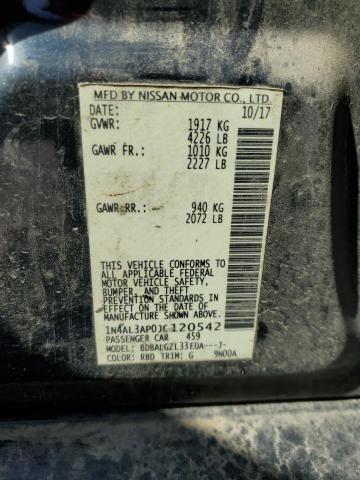 MFD BY NISSAN MOTOR CO., LTD.
DATE: 10/17
GVWR: 1917 KG
4226 LB
GAWR FR.: 1010 KG
2227 LB
GAWR RR.: 940 KG
2072 LB
THIS VEHICLE CONFORMS TO
ALL APPLICABLE FEDERAL
MOTOR VEHICLE SAFETY,
BUMPER, AND THEFT
PREVENTION STANDARDS IN
EFFECT ON THE DATE OF
MANUFACTURE SHOWN ABOVE.
1N4AL3AP0JC120542
PASSENGER CAR 459
MODEL: BDBALGZL33EUA---J-
COLOR: RBD TRIM: G 9N00A